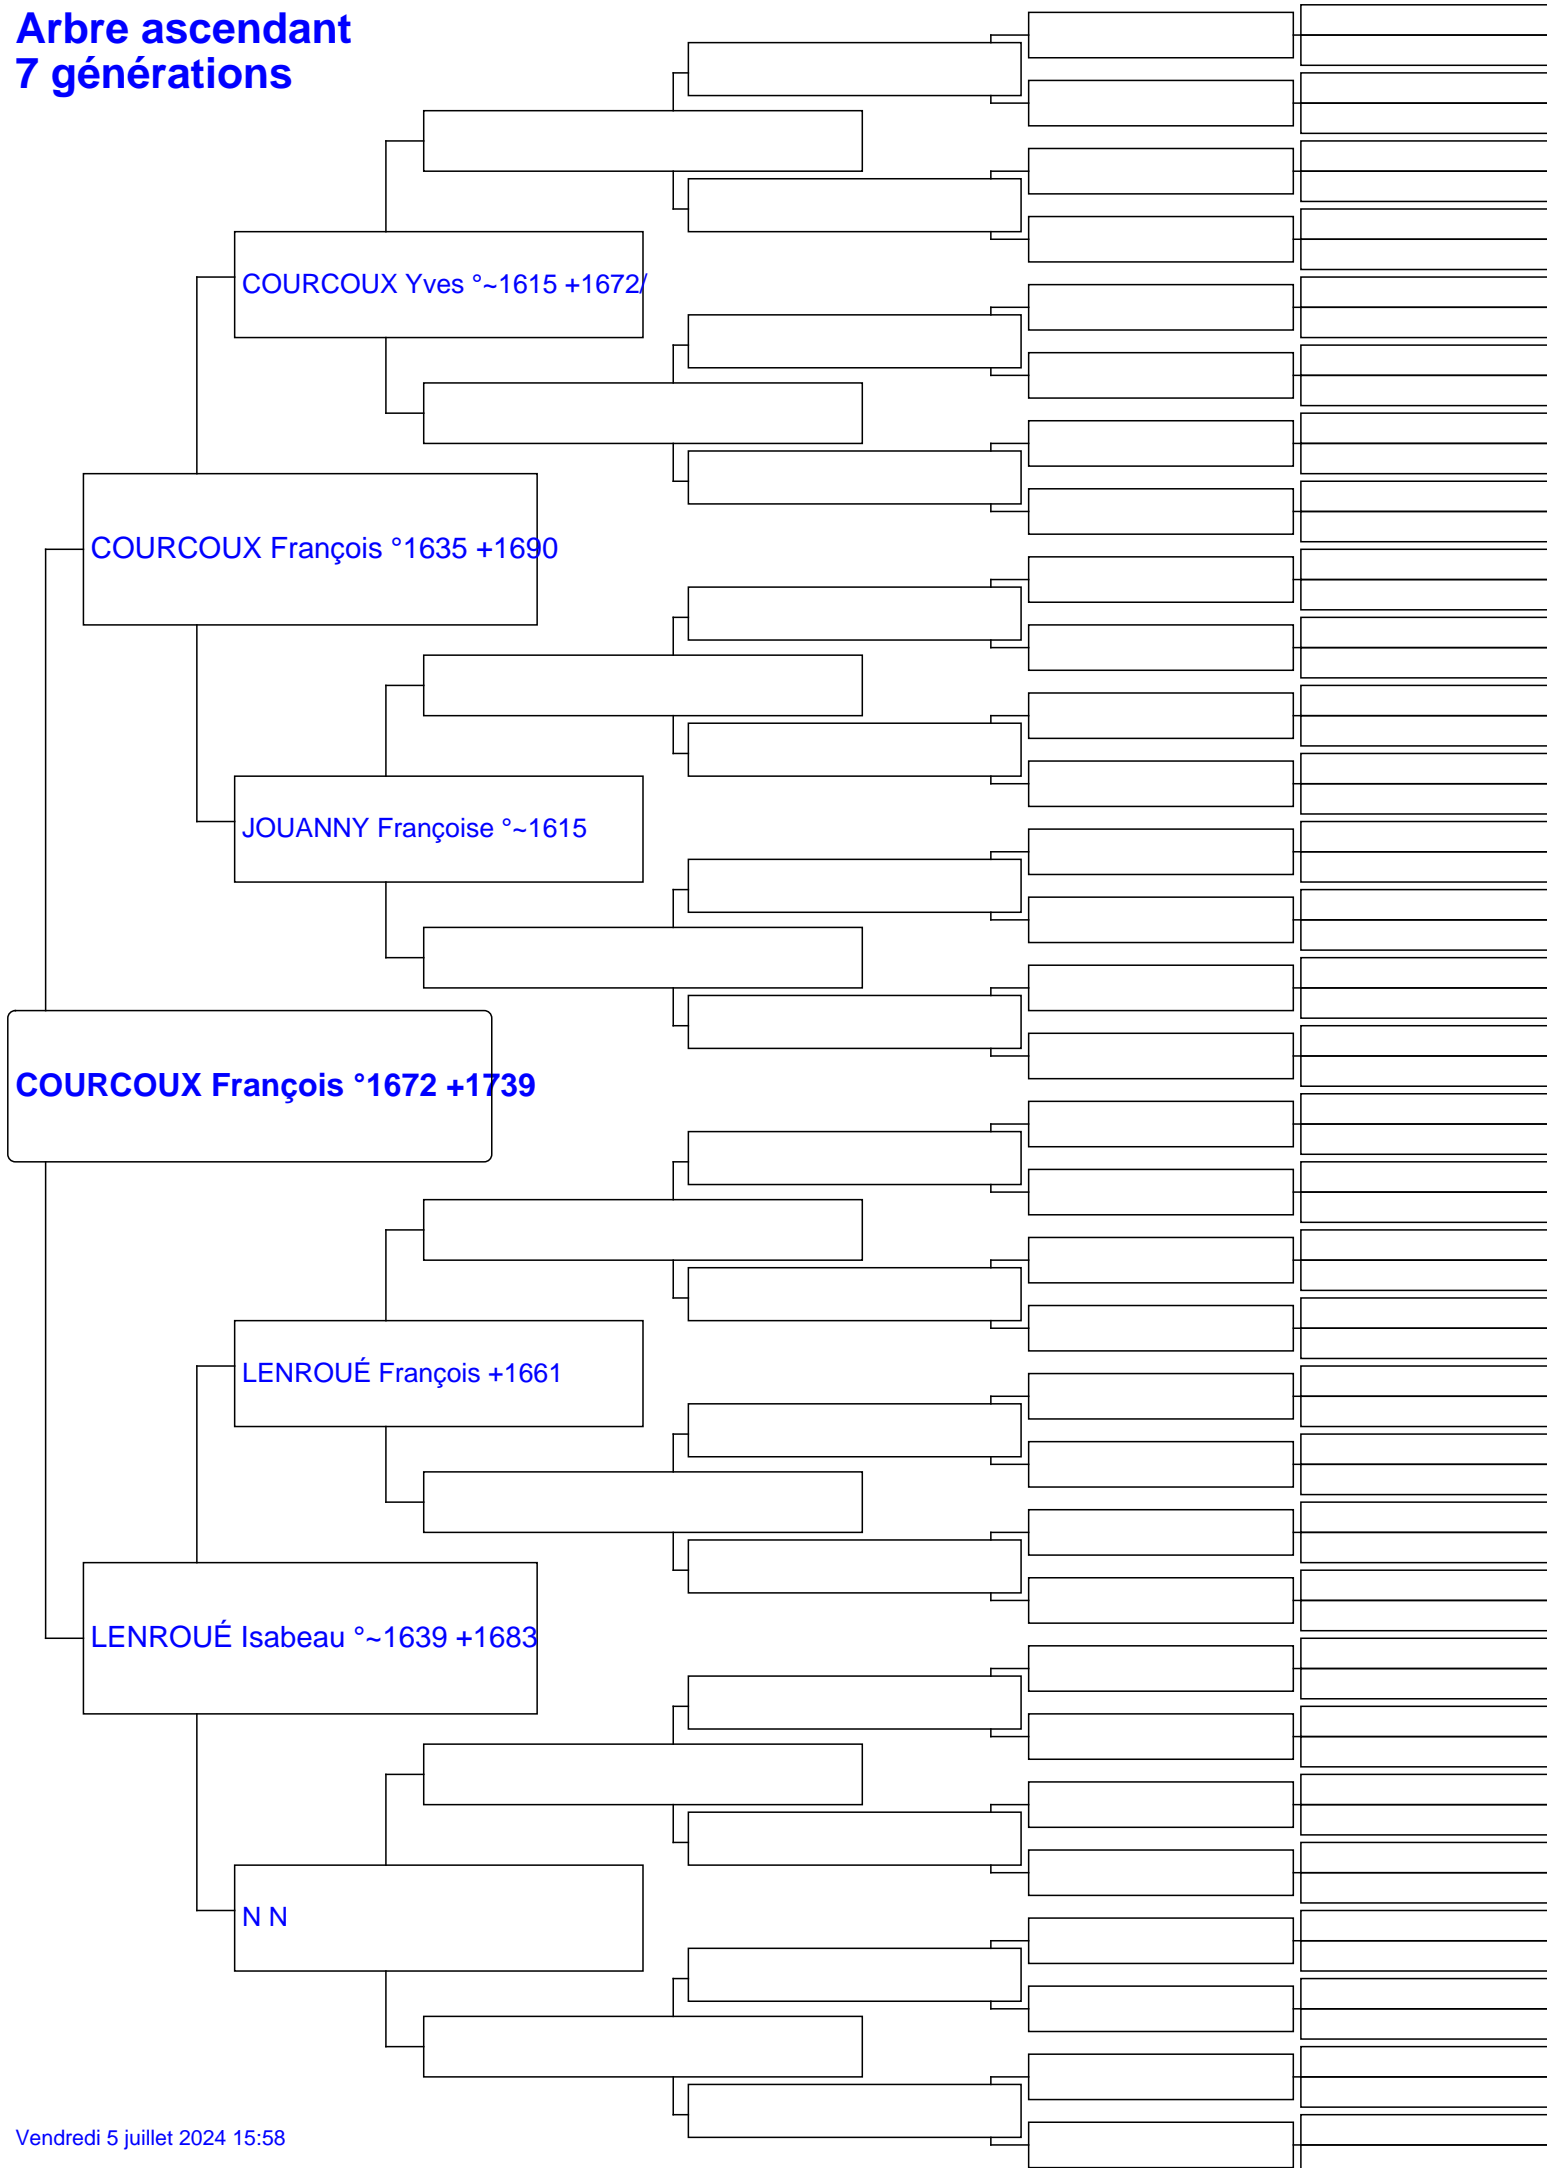 Arbre ascendant
7 générations
COURCOUX Yves °~1615 +1672/
COURCOUX François °1635 +1690
JOUANNY Françoise °~1615
COURCOUX François °1672 +1739
LENROUÉ François +1661
LENROUÉ Isabeau °~1639 +1683
N N
Vendredi 5 juillet 2024 15:58